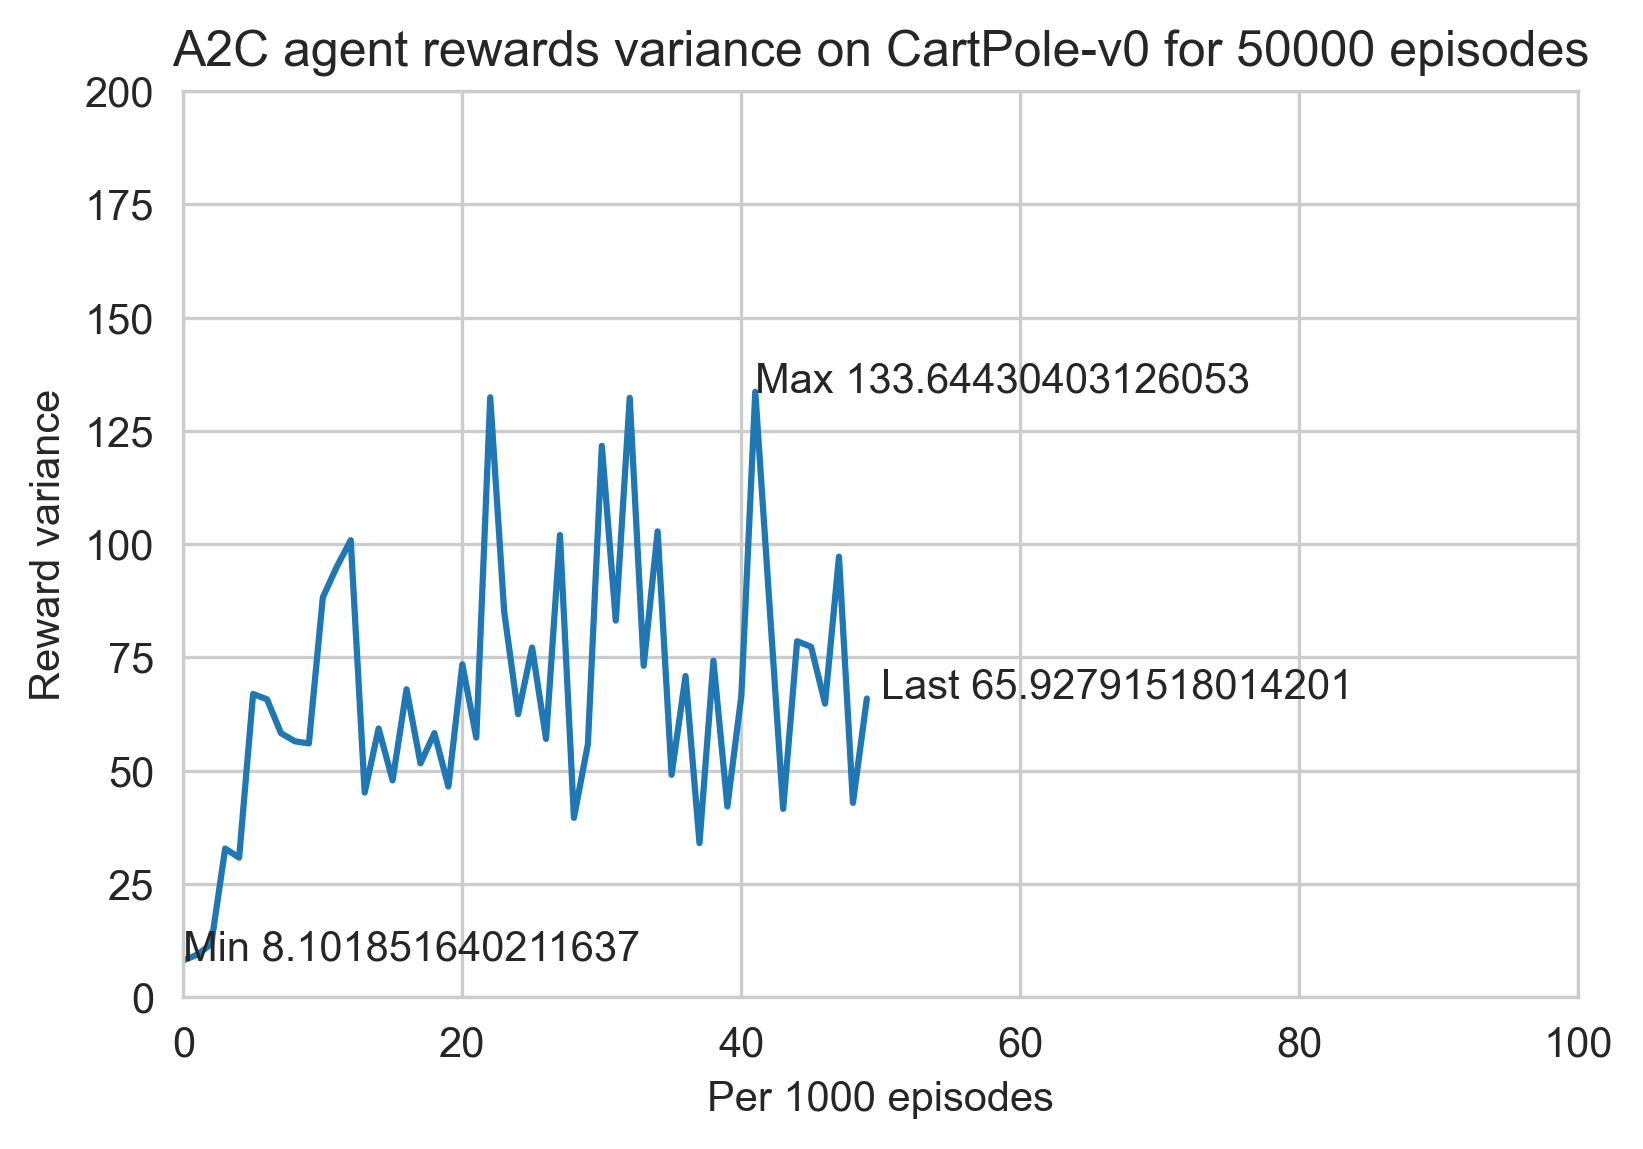 A2C agent rewards variance on CartPole-v0 for 50000 episodes
200
175
150
125
100
75
50
25
0
Reward variance
Max 133.64430403126053
Last 65.92791518014201
Min 8.101851640211637
0 20 40 60 80 100
Per 1000 episodes